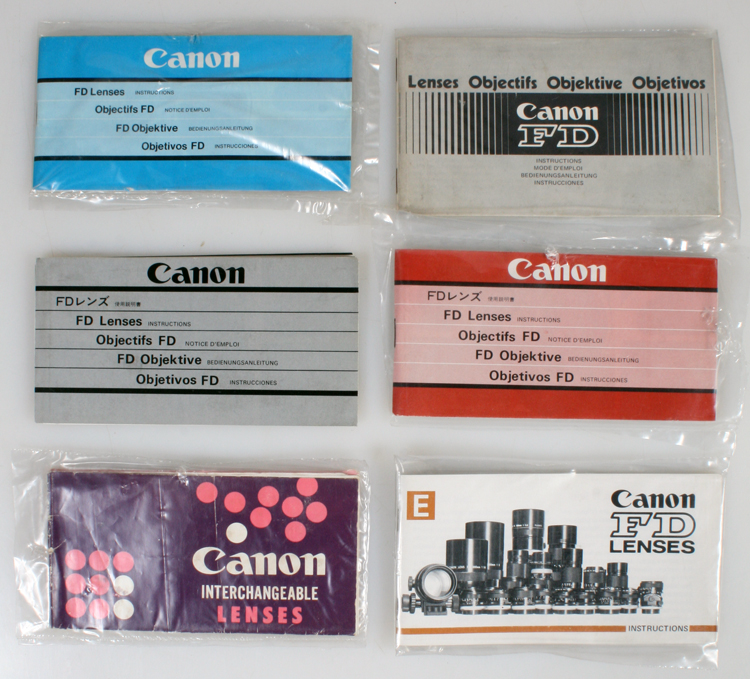 Canon
FD Lenses INSTRUCTIONS
Objectifs FD NOTICE D'EMPLOI
FD Objektive BEDIENUNGSANLEITUNG
Objetivos FD INSTRUCCIONES
Lenses Objectifs Objektive Objetivos
Canon
FD
INSTRUCTIONS
MODE D'EMPLOI
BEDIENUNGSANLEITUNG
INSTRUCCIONES
Canon
FDレンズ 使用説明書
FD Lenses INSTRUCTIONS
Objectifs FD NOTICE D'EMPLOI
FD Objektive BEDIENUNGSANLEITUNG
Objetivos FD INSTRUCCIONES
Canon
FDレンズ 使用説明書
FD Lenses INSTRUCTIONS
Objectifs FD NOTICE D'EMPLOI
FD Objektive BEDIENUNGSANLEITUNG
Objetivos FD INSTRUCCIONES
Canon
INTERCHANGEABLE
LENSES
E
Canon
FD
LENSES
INSTRUCTIONS